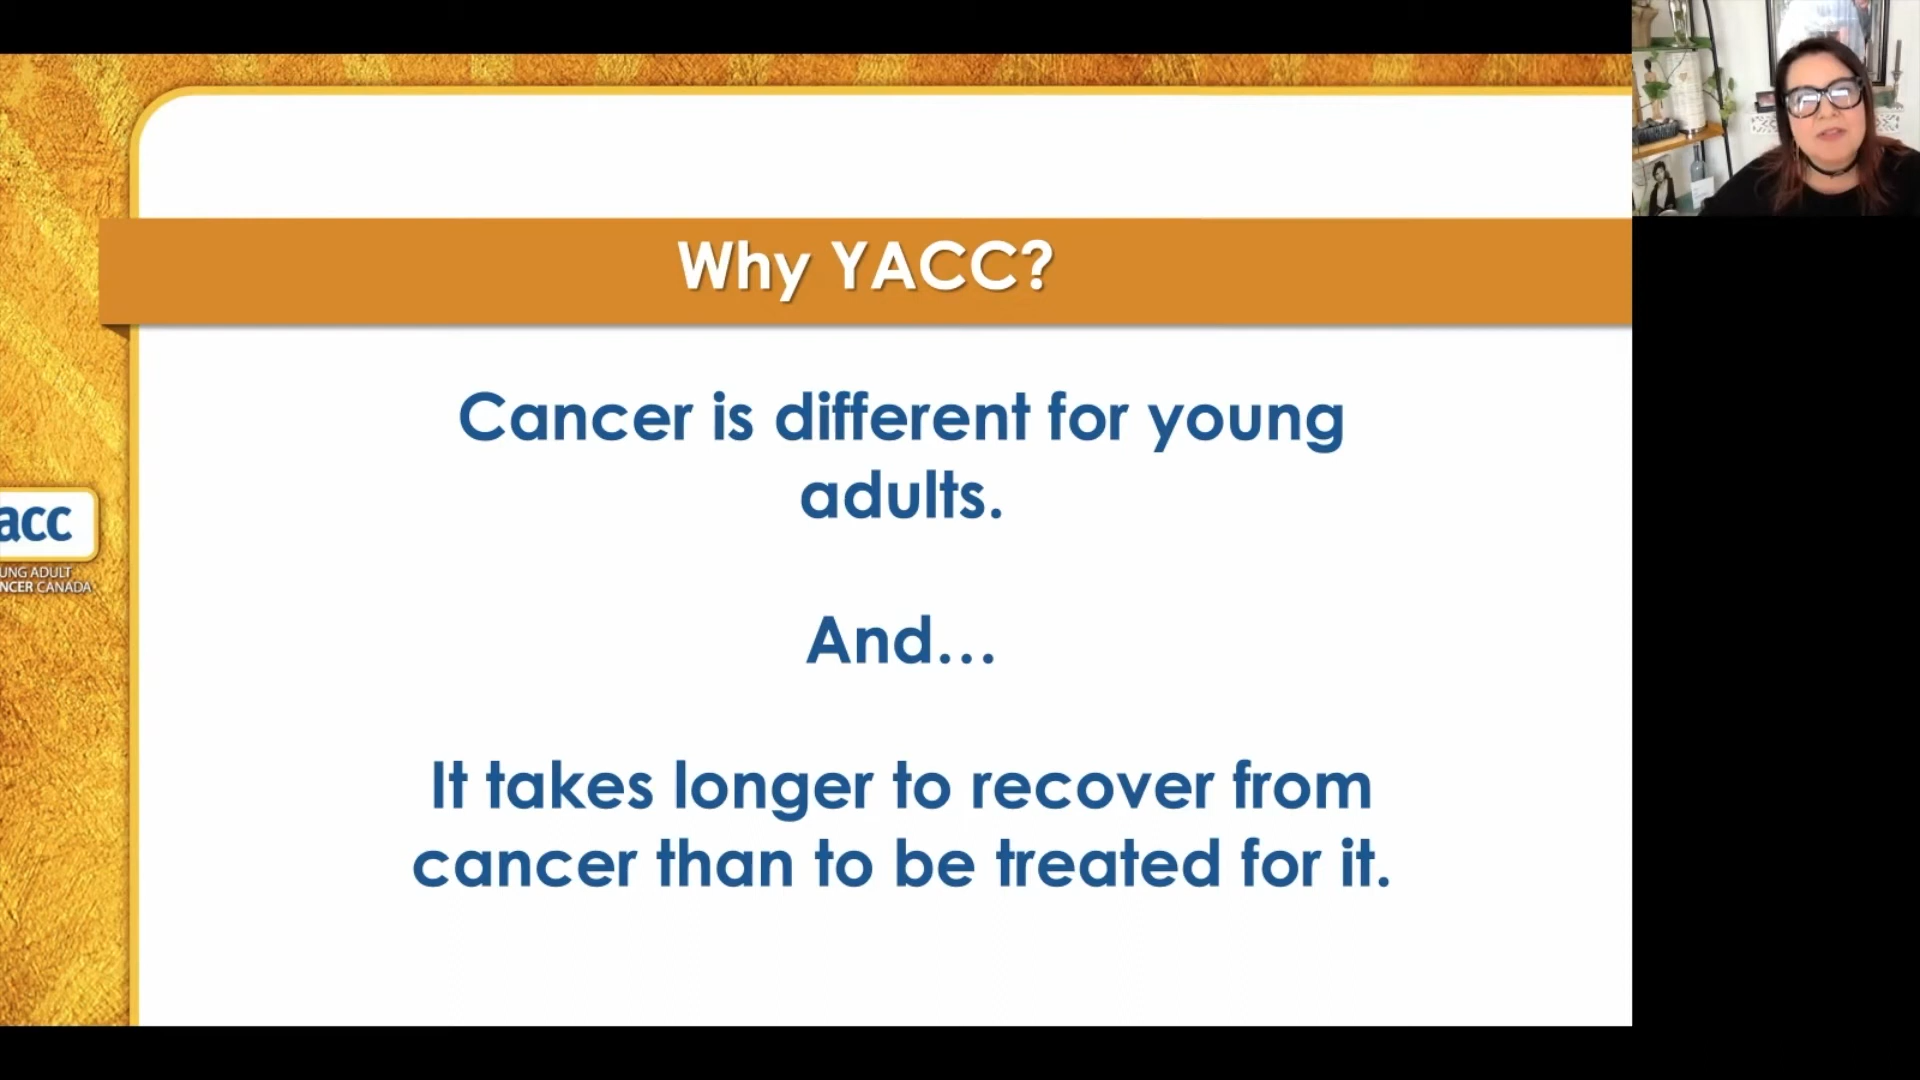 Why YACC?
Cancer is different for young
adults.
And...
It takes longer to recover from
cancer than to be treated for it.
acc
UNG ADULT
NCER CANADA